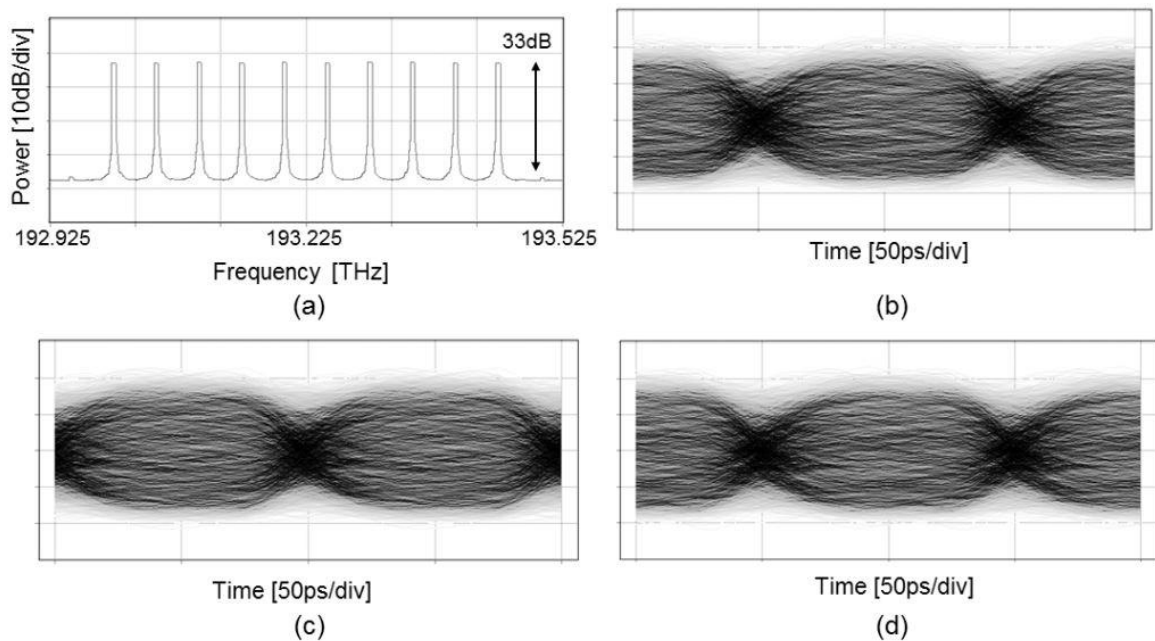 Power [10dB/div]
33dB
192.925
193.225
193.525
Frequency [THz]
(a)
Time [50ps/div]
(b)
Time [50ps/div]
(c)
Time [50ps/div]
(d)